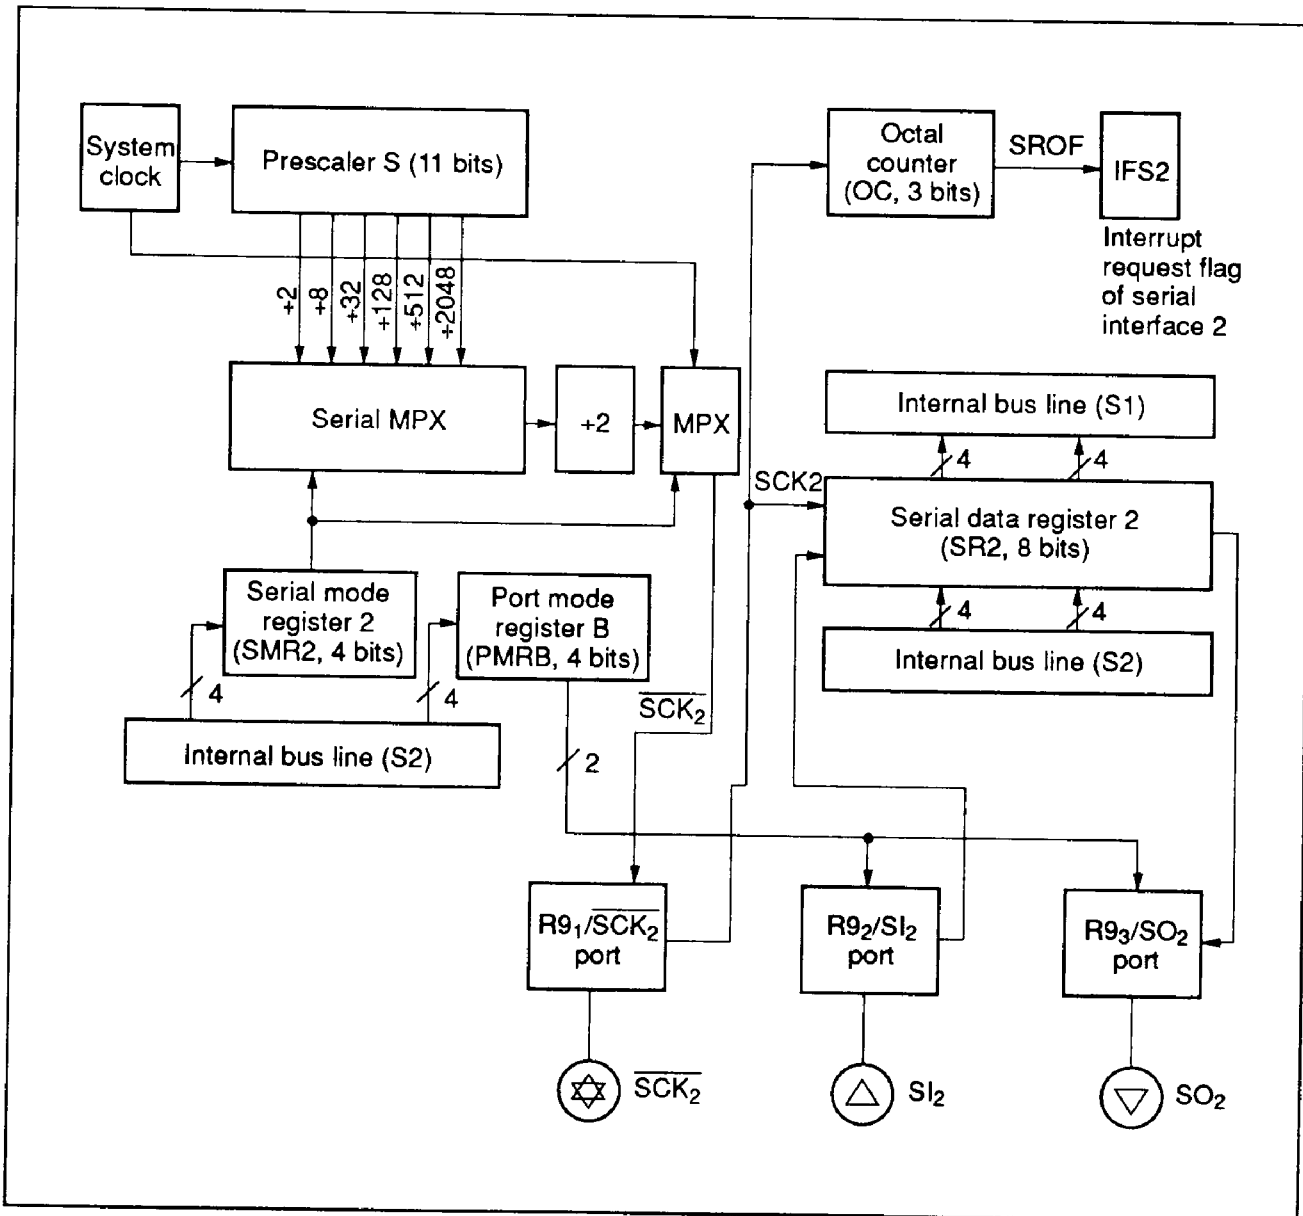 System
clock
Prescaler S (11 bits)
Octal
counter
(OC, 3 bits)
SROF
IFS2
Interrupt
request flag
of serial
interface 2
÷2
÷8
÷32
÷128
÷512
÷2048
Serial MPX
÷2
MPX
Internal bus line (S1)
4
4
SCK2
Serial data register 2
(SR2, 8 bits)
4
4
Internal bus line (S2)
Serial mode
register 2
(SMR2, 4 bits)
Port mode
register B
(PMRB, 4 bits)
4
4
Internal bus line (S2)
2
SCK₂
R9₁/SCK₂
port
R9₂/SI₂
port
R9₃/SO₂
port
SCK₂
SI₂
SO₂